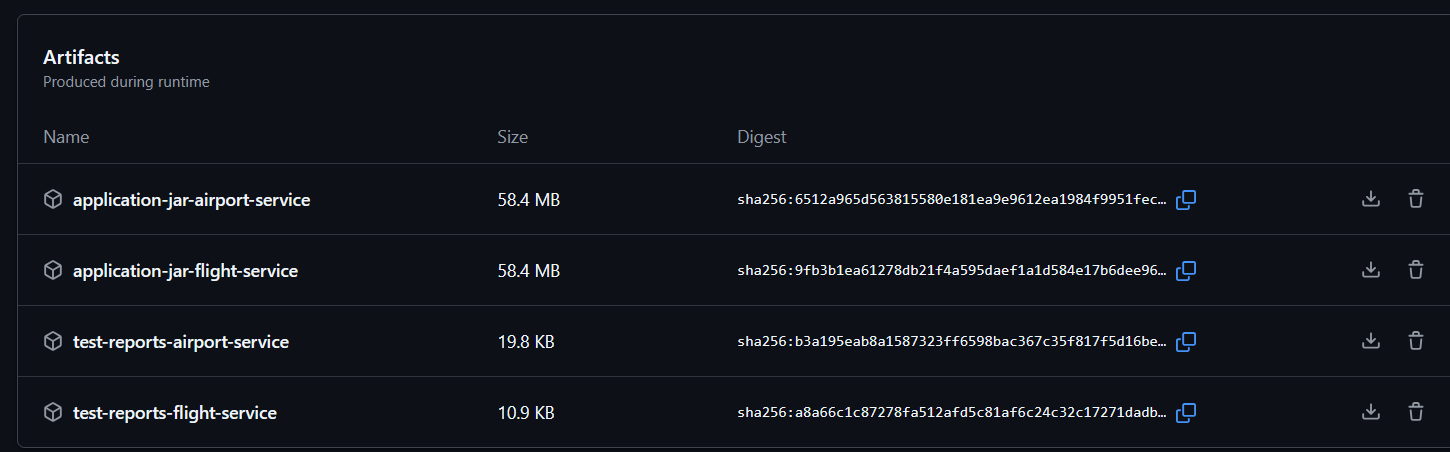 Artifacts
Produced during runtime
Name Size Digest
application-jar-airport-service 58.4 MB sha256:6512a965d563815580e181ea9e9612ea1984f9951fec…
application-jar-flight-service 58.4 MB sha256:9fb3b1ea61278db21f4a595daef1a1d584e17b6dee96…
test-reports-airport-service 19.8 KB sha256:b3a195eab8a1587323ff6598bac367c35f817f5d16be…
test-reports-flight-service 10.9 KB sha256:a8a66c1c87278fa512afd5c81af6c24c32c17271dadb…